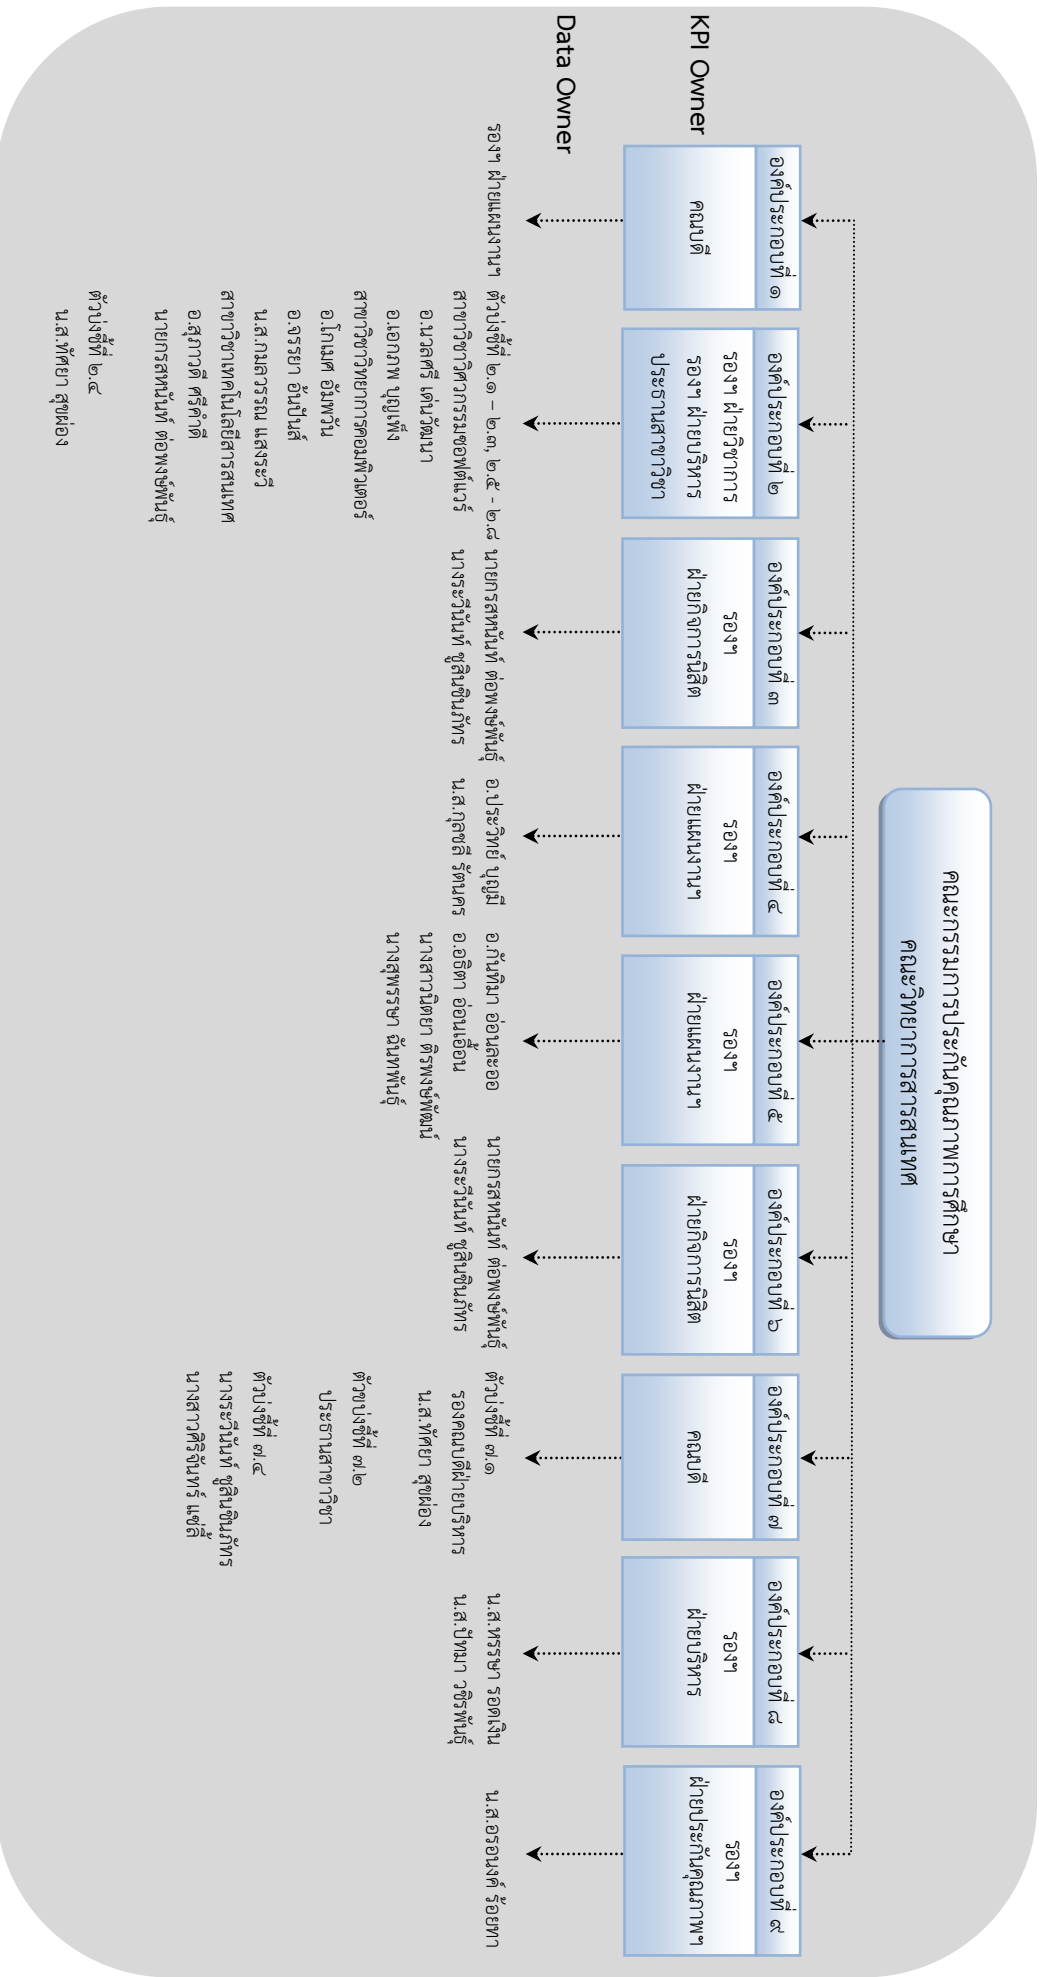 คณะกรรมการประกันคุณภาพการศึกษา
คณะวิทยาการสารสนเทศ
องค์ประกอบที่ ๑
องค์ประกอบที่ ๒
องค์ประกอบที่ ๓
องค์ประกอบที่ ๔
องค์ประกอบที่ ๕
องค์ประกอบที่ ๖
องค์ประกอบที่ ๗
องค์ประกอบที่ ๘
องค์ประกอบที่ ๙
KPI Owner
คณบดี
รองฯ ฝ่ายวิชาการ
รองฯ ฝ่ายบริหาร
ประธานสาขาวิชา
รองฯ
ฝ่ายกิจการนิสิต
รองฯ
ฝ่ายแผนงานฯ
รองฯ
ฝ่ายแผนงานฯ
รองฯ
ฝ่ายกิจการนิสิต
คณบดี
รองฯ
ฝ่ายบริหาร
รองฯ
ฝ่ายประกันคุณภาพฯ
Data Owner
รองฯ ฝ่ายแผนงานฯ
ตัวบ่งชี้ที่ ๒.๑ – ๒.๓, ๒.๕ - ๒.๘
สาขาวิชาวิศวกรรมซอฟต์แวร์
อ.นวลศรี เด่นวัฒนา
อ.เอกภพ บุญเพ็ง
สาขาวิชาวิทยาการคอมพิวเตอร์
อ.โกเมศ อัมพวัน
อ.จรรยา อ้นปันส์
น.ส.กมลวรรณ แสงระวี
สาขาวิชาเทคโนโลยีสารสนเทศ
อ.สุภาวดี ศรีคำดี
นายกรสหนันท์ ต่อพงษ์พันธุ์
ตัวบ่งชี้ที่ ๒.๔
น.ส.ทัศยา สุขผ่อง
นายกรสหนันท์ ต่อพงษ์พันธุ์
นางระวีนันท์ ชูสินชินภัทร
อ.ประวิทย์ บุญมี
น.ส.กุลชลี รัตนคร
อ.กันทิมา อ่อนละออ
อ.อธิตา อ่อนเอื้อน
นางสาวนิตยา ติรพงษ์พัฒน์
นางสุพรรษา ฉันทพันธุ์
นายกรสหนันท์ ต่อพงษ์พันธุ์
นางระวีนันท์ ชูสินชินภัทร
ตัวบ่งชี้ที่ ๗.๑
รองคณบดีฝ่ายบริหาร
น.ส.ทัศยา สุขผ่อง
ตัวขบ่งชี้ที่ ๗.๒
ประธานสาขาวิชา
ตัวบ่งชี้ที่ ๗.๔
นางระวีนันท์ ชูสินชินภัทร
นางสาวศิริจันทร์ แซ่ลี้
น.ส.หรรษา รอดเงิน
น.ส.ปัทมา วชิรพันธุ์
น.ส.อรอนงค์ ร้อยทา